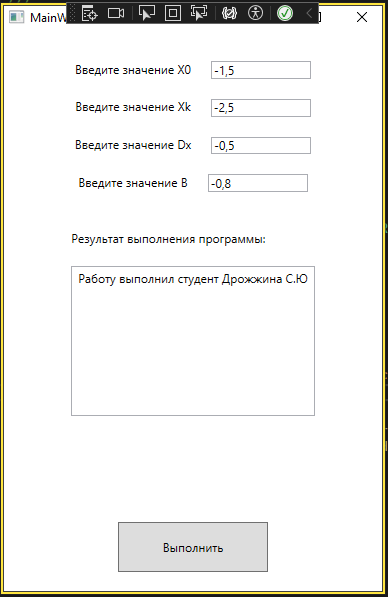 MainW
Введите значение X0
-1,5
Введите значение Xk
-2,5
Введите значение Dx
-0,5
Введите значение B
-0,8
Результат выполнения программы:
Работу выполнил студент Дрожжина С.Ю
Выполнить